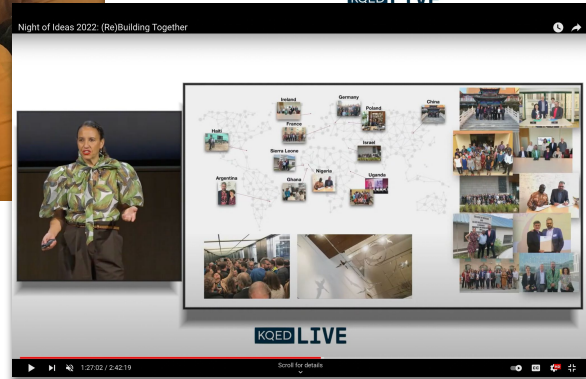 KQED LIVE
Night of Ideas 2022: (Re)Building Together
Ireland
Germany
Poland
China
France
Haiti
Israel
Sierra Leone
Nigeria
Argentina
Ghana
Uganda
KQED LIVE
1:27:02 / 2:42:19
Scroll for details